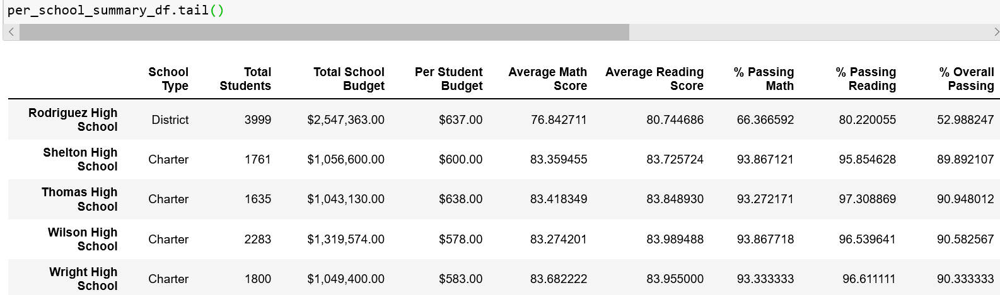 per_school_summary_df.tail()
School Type Total Students Total School Budget Per Student Budget Average Math Score Average Reading Score % Passing Math % Passing Reading % Overall Passing
Rodriguez High School District 3999 $2,547,363.00 $637.00 76.842711 80.744686 66.366592 80.220055 52.988247
Shelton High School Charter 1761 $1,056,600.00 $600.00 83.359455 83.725724 93.867121 95.854628 89.892107
Thomas High School Charter 1635 $1,043,130.00 $638.00 83.418349 83.848930 93.272171 97.308869 90.948012
Wilson High School Charter 2283 $1,319,574.00 $578.00 83.274201 83.989488 93.867718 96.539641 90.582567
Wright High School Charter 1800 $1,049,400.00 $583.00 83.682222 83.955000 93.333333 96.611111 90.333333